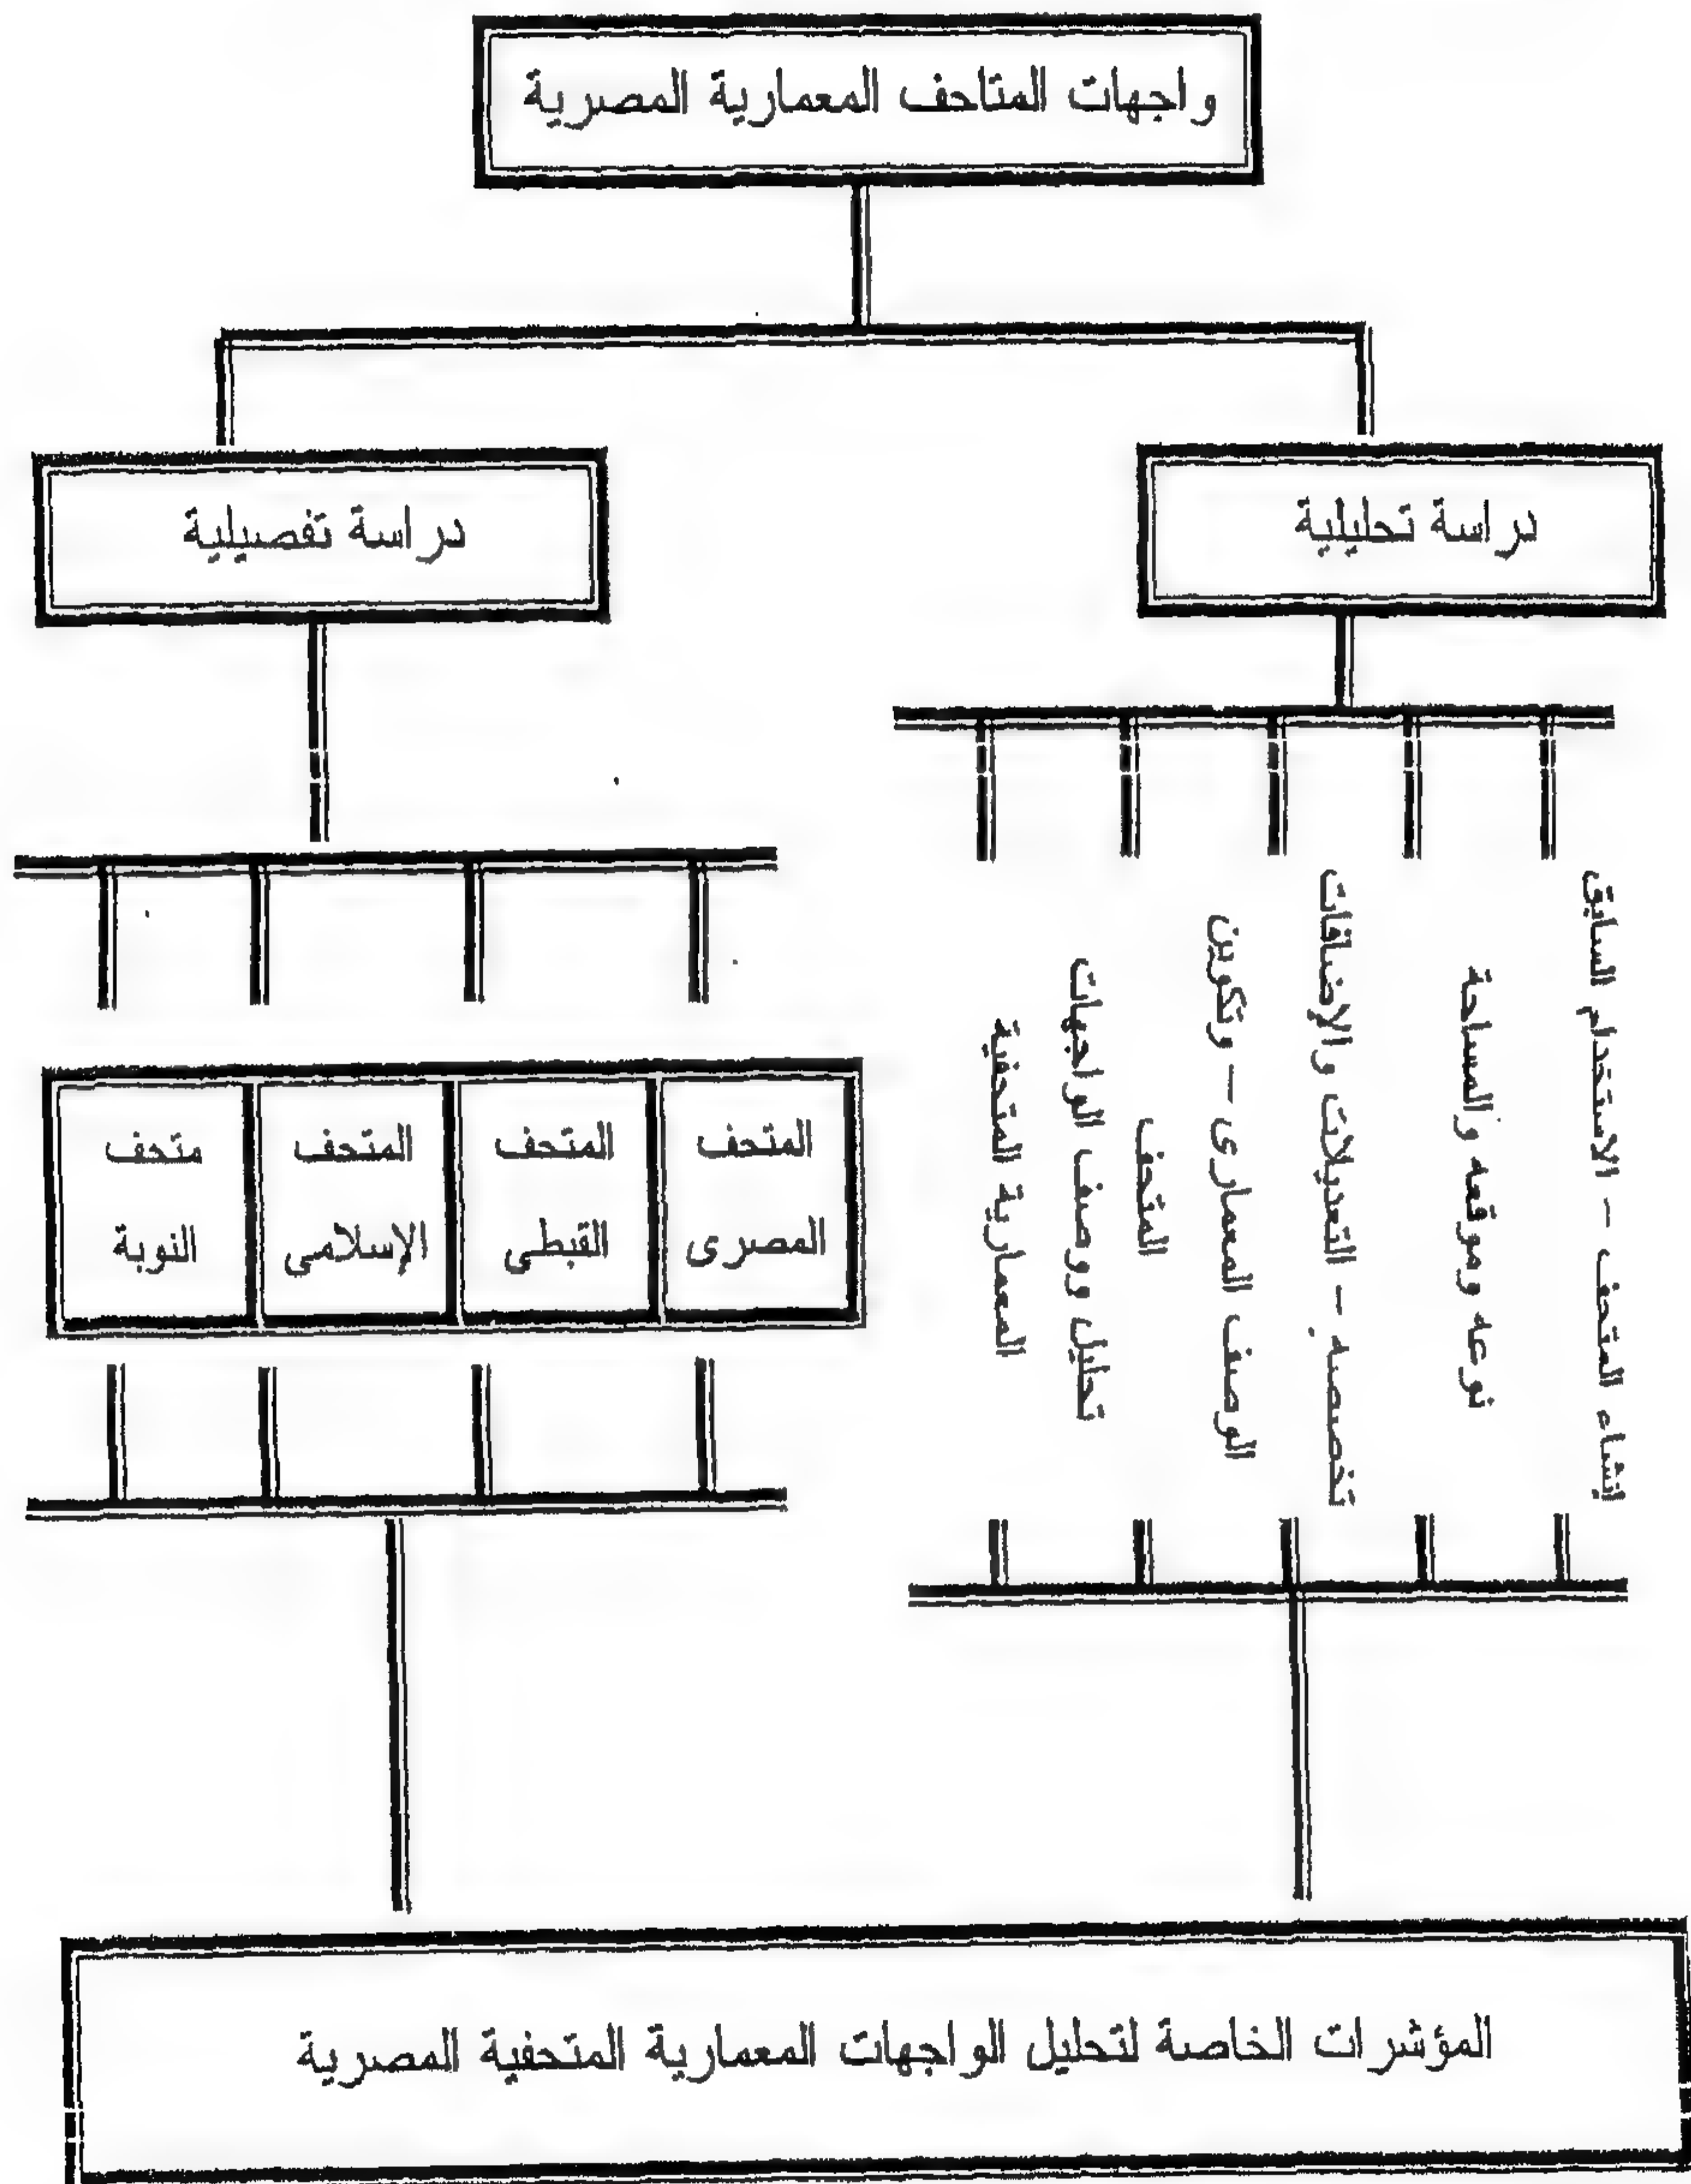 واجهات المتاحف المعمارية المصرية
دراسة تحليلية
دراسة تفصيلية
إنشاء المتحف – الاستخدام السابق
نوعه وموقعه والمساحة
تخصصه – التعديلات والإضافات
الوصف المعمارى – وتكوين
المتحف
تحليل ووصف الواجهات
المعمارية المتحفية
المتحف
المصرى
المتحف
القبطى
المتحف
الإسلامى
متحف
النوبة
المؤشرات الخاصة لتحليل الواجهات المعمارية المتحفية المصرية